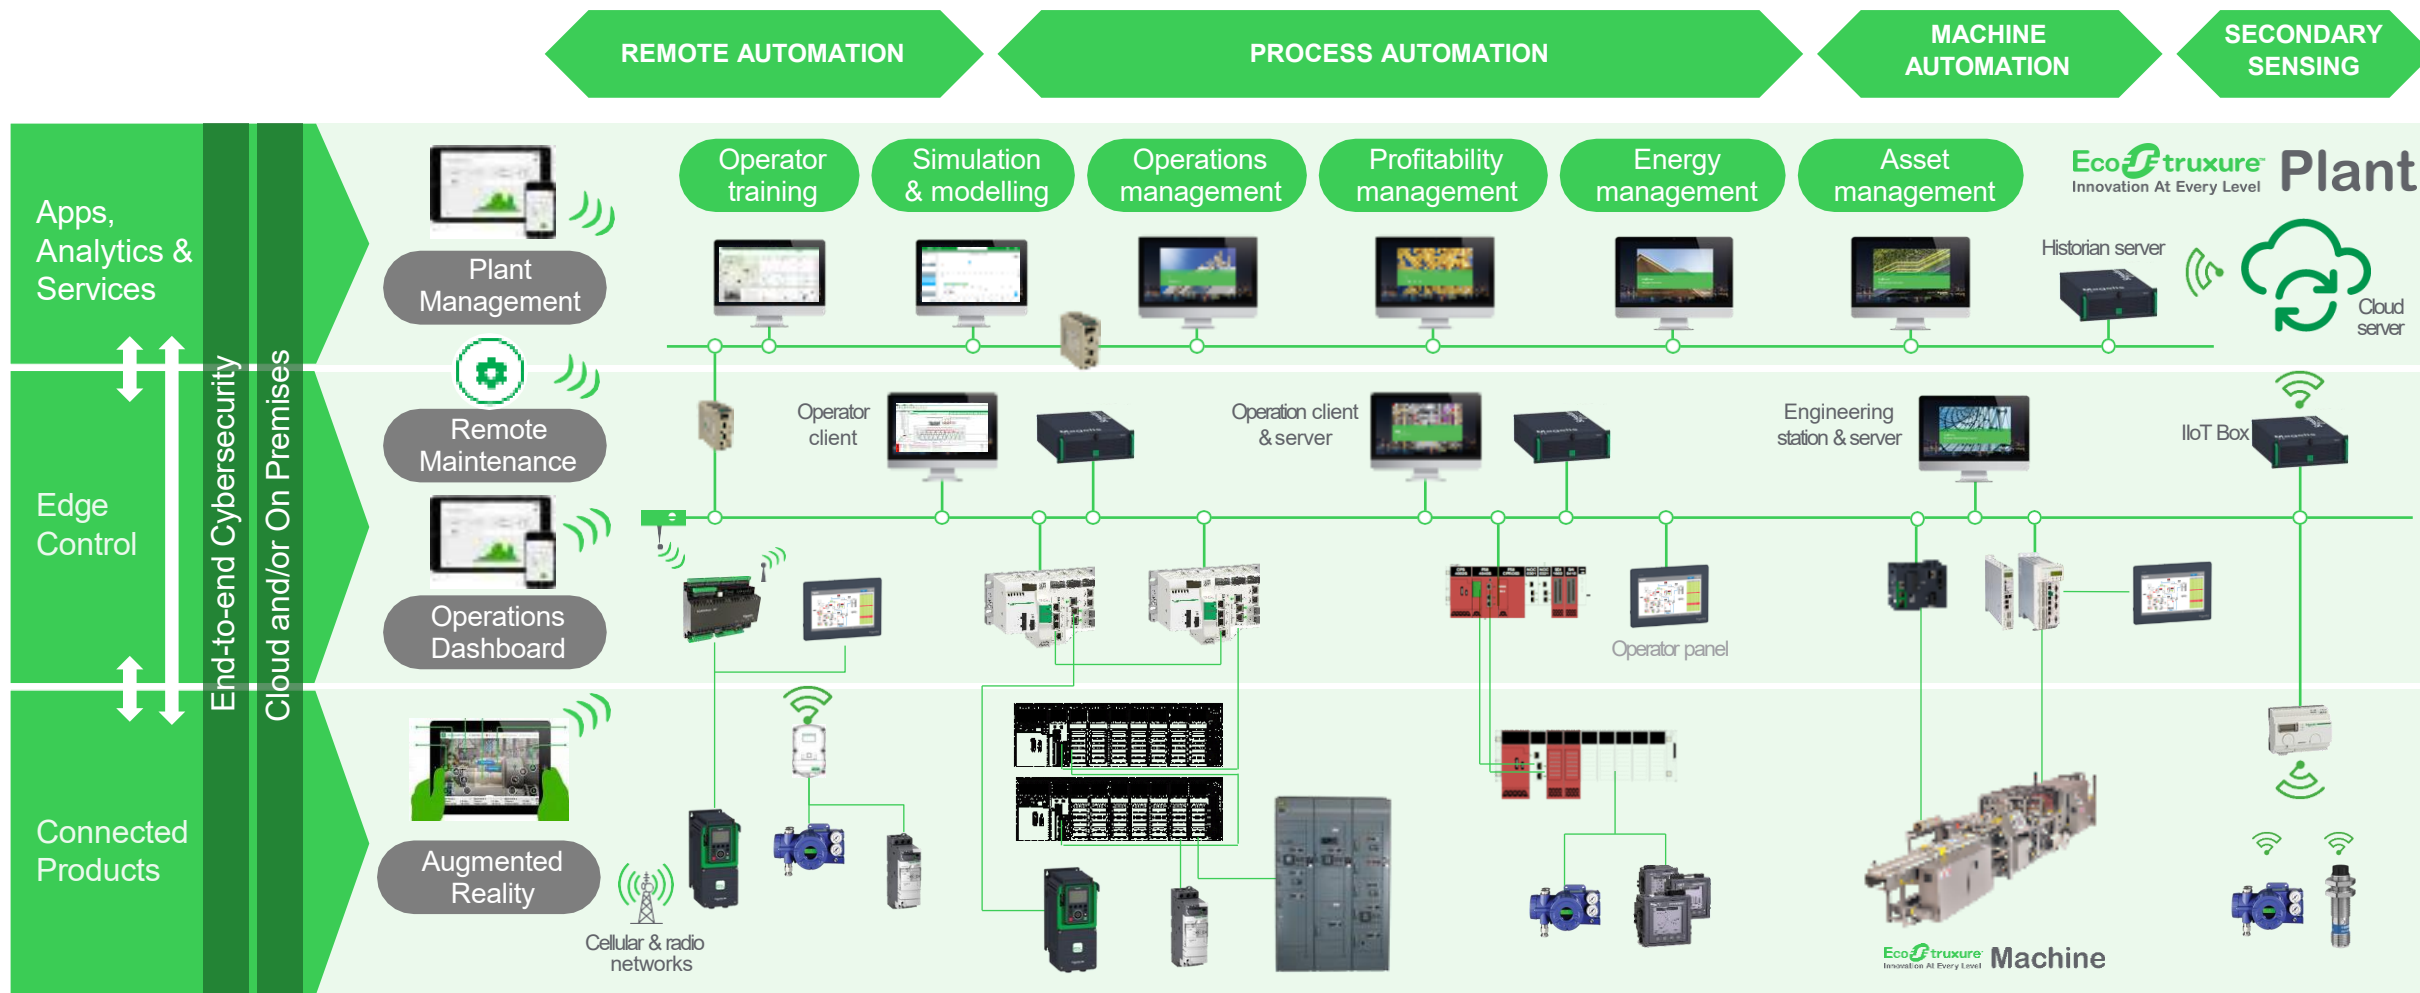 REMOTE AUTOMATION
PROCESS AUTOMATION
MACHINE
AUTOMATION
SECONDARY
SENSING
Apps,
Analytics &
Services
Edge
Control
Connected
Products
End-to-end Cybersecurity
Cloud and/or On Premises
Plant
Management
Remote
Maintenance
Operations
Dashboard
Augmented
Reality
Operator
training
Simulation
& modelling
Operations
management
Profitability
management
Energy
management
Asset
management
EcoStruxure™ Plant
Innovation At Every Level
Historian server
Cloud
server
Operator
client
Operation client
& server
Engineering
station & server
IIoT Box
Operator panel
Cellular & radio
networks
EcoStruxure Machine
Innovation At Every Level